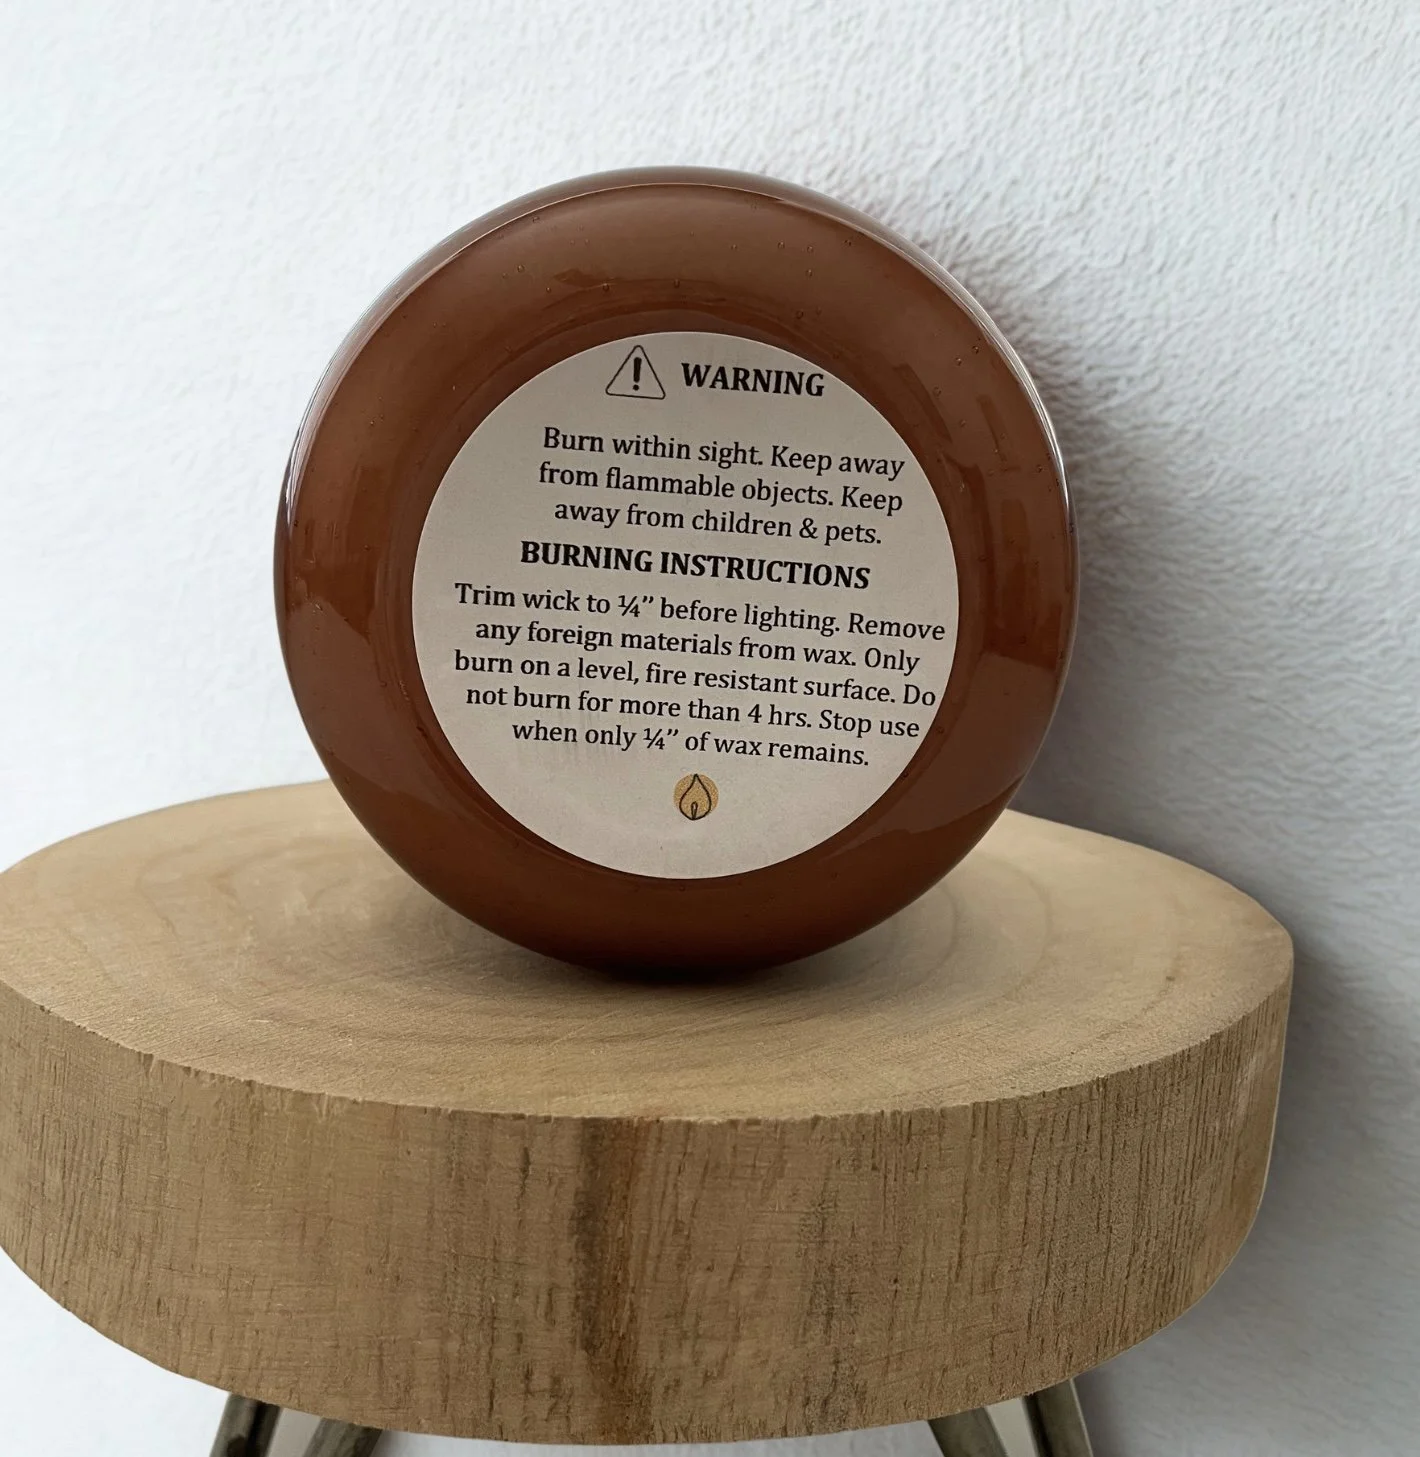 WARNING
Burn within sight. Keep away
from flammable objects. Keep
away from children & pets.
BURNING INSTRUCTIONS
Trim wick to ¼” before lighting. Remove
any foreign materials from wax. Only
burn on a level, fire resistant surface. Do
not burn for more than 4 hrs. Stop use
when only ¼” of wax remains.